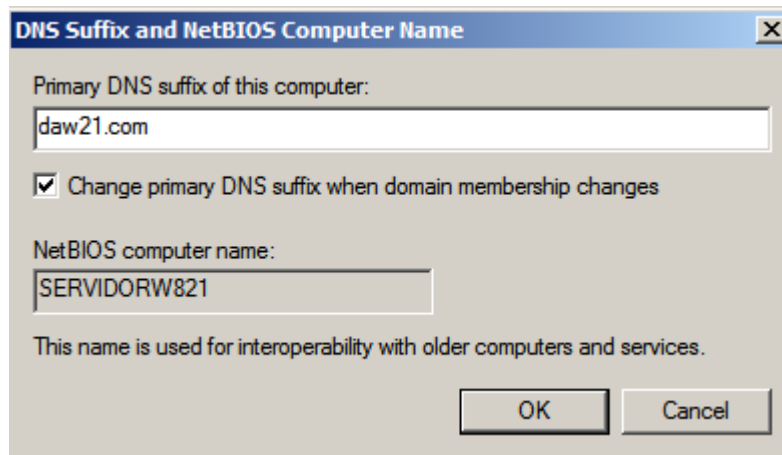 DNS Suffix and NetBIOS Computer Name
Primary DNS suffix of this computer:
daw21.com
Change primary DNS suffix when domain membership changes
NetBIOS computer name:
SERVIDORW821
This name is used for interoperability with older computers and services.
OK Cancel